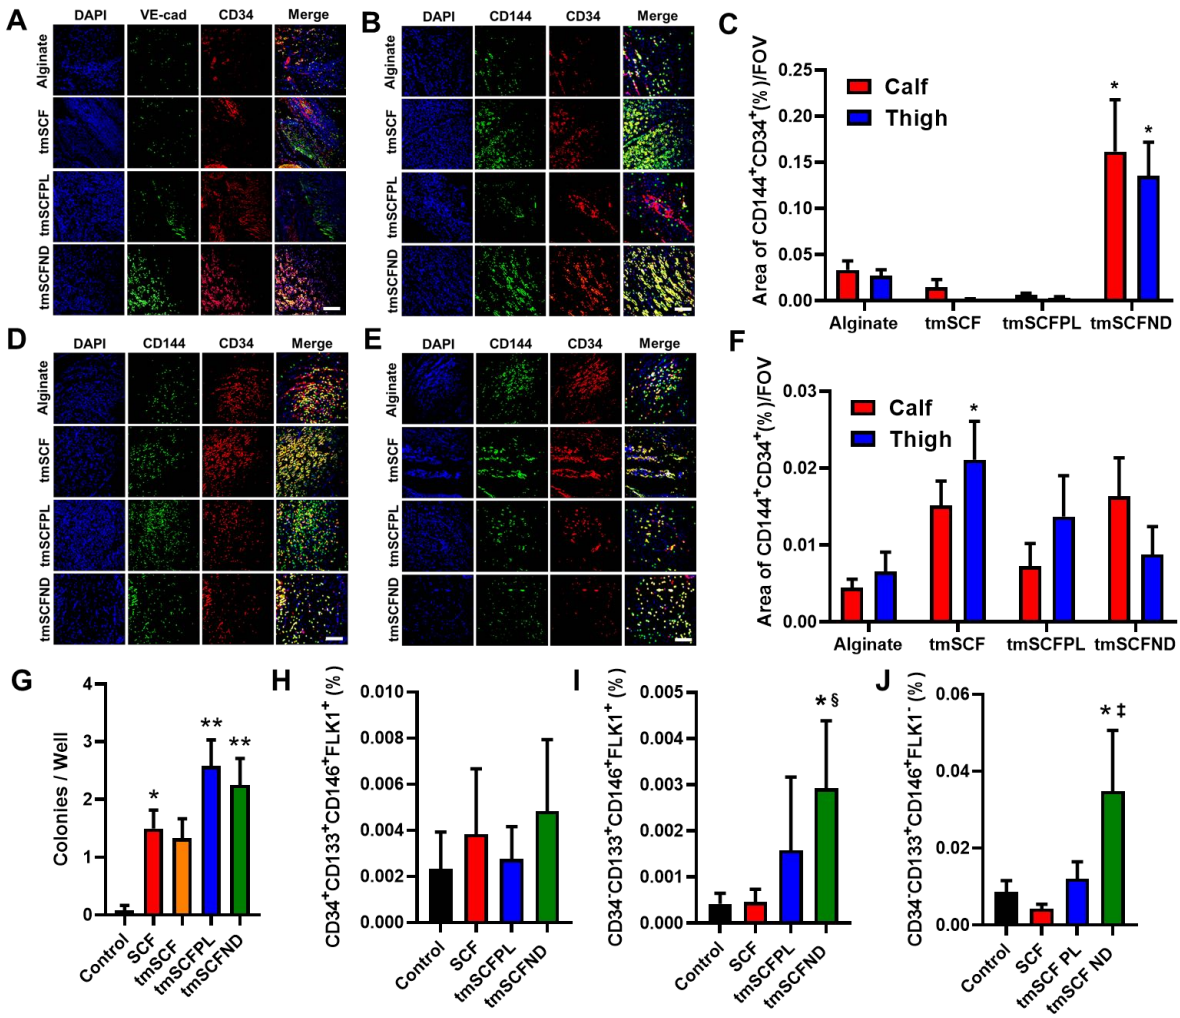 A
DAPI VE-cad CD34 Merge
Alginate
tmSCF
tmSCFPL
tmSCFND
B
DAPI CD144 CD34 Merge
Alginate
tmSCF
tmSCFPL
tmSCFND
C
Area of CD144⁺CD34⁺(%)/FOV
0.25
0.20
0.15
0.10
0.05
0.00
Calf
Thigh
* *
Alginate tmSCF tmSCFPL tmSCFND
D
DAPI CD144 CD34 Merge
Alginate
tmSCF
tmSCFPL
tmSCFND
E
DAPI CD144 CD34 Merge
Alginate
tmSCF
tmSCFPL
tmSCFND
F
Area of CD144⁺CD34⁺(%)/FOV
0.03
0.02
0.01
0.00
Calf
Thigh
*
Alginate tmSCF tmSCFPL tmSCFND
G
Colonies / Well
4
3
2
1
0
* ** **
Control SCF tmSCF tmSCFPL tmSCFND
H
CD34⁺CD133⁺CD146⁺FLK1⁺ (%)
0.010
0.008
0.006
0.004
0.002
0.000
Control SCF tmSCFPL tmSCFND
I
CD34⁻CD133⁺CD146⁺FLK1⁺ (%)
0.005
0.004
0.003
0.002
0.001
0.000
* §
Control SCF tmSCFPL tmSCFND
J
CD34⁻CD133⁺CD146⁺FLK1⁻ (%)
0.06
0.04
0.02
0.00
* ‡
Control SCF tmSCF PL tmSCF ND